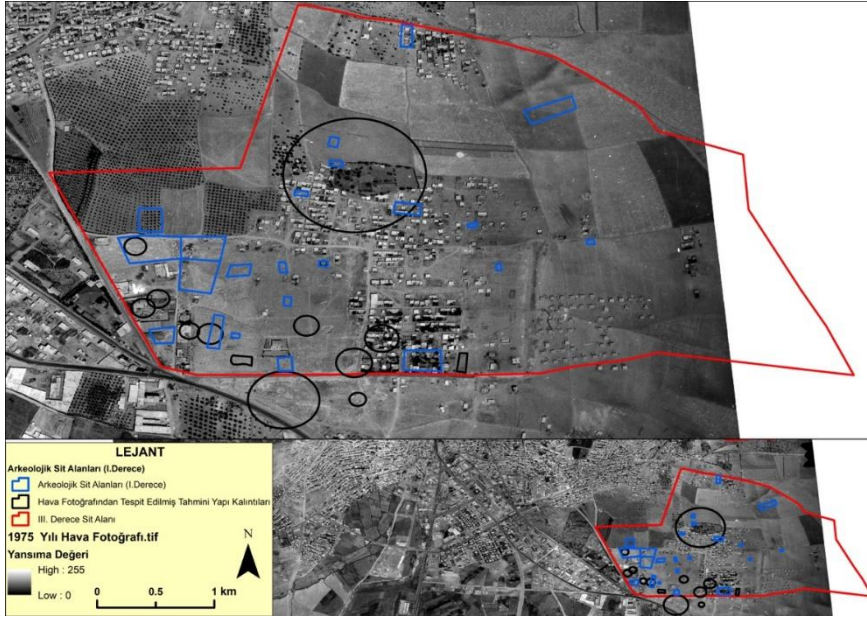 LEJANT
Arkeolojik Sit Alanları (I.Derece)
Arkeolojik Sit Alanları (I.Derece)
Hava Fotoğrafından Tespit Edilmiş Tahmini Yapı Kalıntıları
III. Derece Sit Alanı
1975 Yılı Hava Fotoğrafı.tif
Yansıma Değeri
High : 255
Low : 0
N
0 0.5 1 km